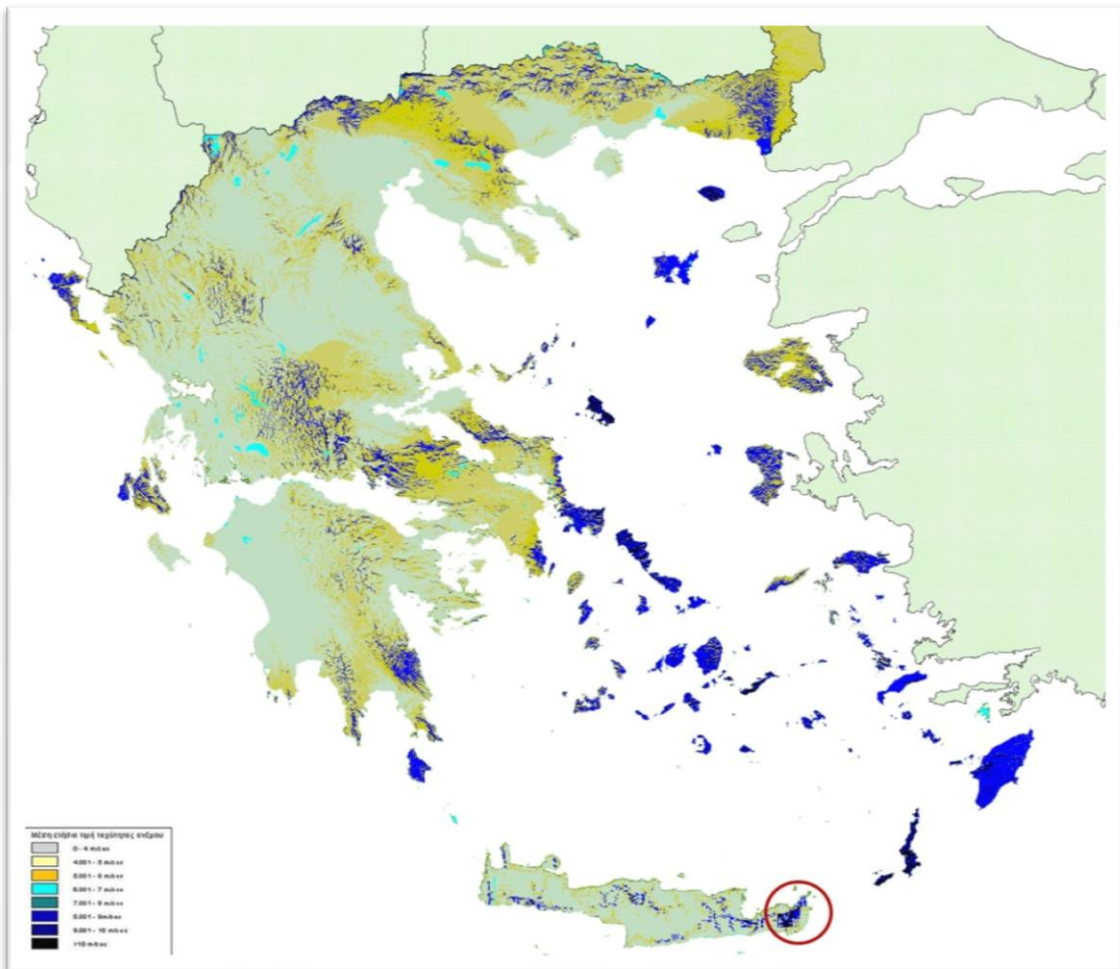 Μέση ετήσια τιμή ταχύτητας ανέμου
0 - 4 m/sec
4.001 - 5 m/sec
5.001 - 6 m/sec
6.001 - 7 m/sec
7.001 - 8 m/sec
8.001 - 9m/sec
9.001 - 10 m/sec
>10 m/sec